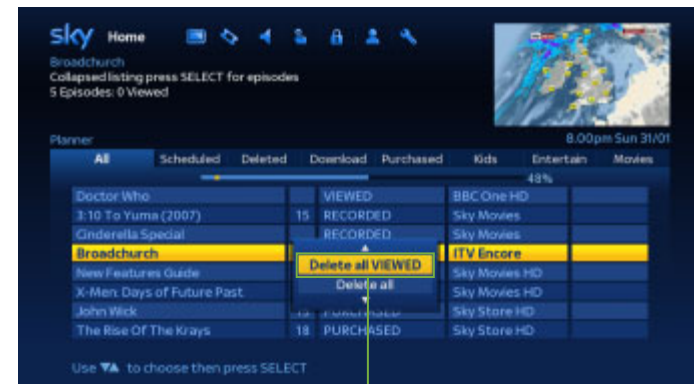 sky Home
Broadchurch
Collapsed listing press SELECT for episodes
5 Episodes: 0 Viewed
Planner
8.00pm Sun 31/01
All Scheduled Deleted Download Purchased Kids Entertain Movies
48%
Doctor Who VIEWED BBC One HD
3:10 To Yuma (2007) 15 RECORDED Sky Movies
Cinderella Special RECORDED Sky Movies
Broadchurch ITV Encore
Delete all VIEWED
New Features Guide Sky Movies HD
Delete all
X-Men: Days of Future Past Sky Movies HD
John Wick 15 PURCHASED Sky Store HD
The Rise Of The Krays 18 PURCHASED Sky Store HD
Use ▼▲ to choose then press SELECT